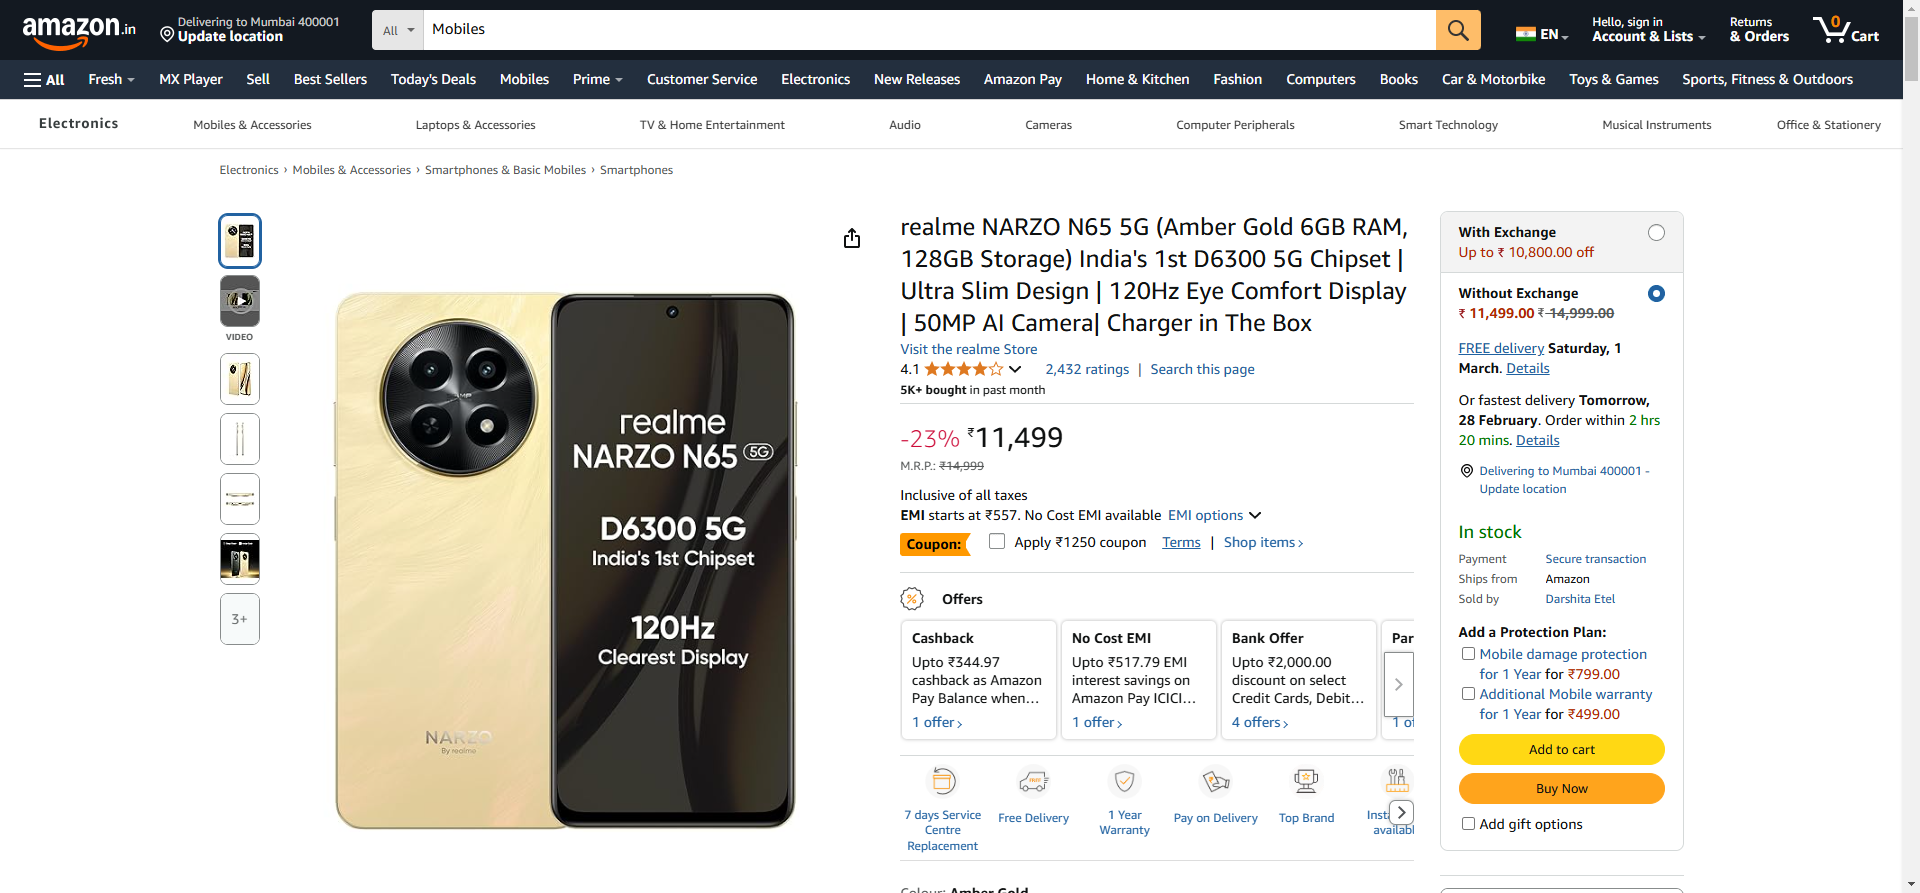 amazon.in
Delivering to Mumbai 400001
Update location
All
Mobiles
EN
Hello, sign in
Account & Lists
Returns
& Orders
0
Cart
All
Fresh
MX Player
Sell
Best Sellers
Today's Deals
Mobiles
Prime
Customer Service
Electronics
New Releases
Amazon Pay
Home & Kitchen
Fashion
Computers
Books
Car & Motorbike
Toys & Games
Sports, Fitness & Outdoors
Electronics
Mobiles & Accessories
Laptops & Accessories
TV & Home Entertainment
Audio
Cameras
Computer Peripherals
Smart Technology
Musical Instruments
Office & Stationery
Electronics › Mobiles & Accessories › Smartphones & Basic Mobiles › Smartphones
VIDEO
3+
realme
NARZO N65 5G
D6300 5G
India's 1st Chipset
120Hz
Clearest Display
NARZO
By realme
realme NARZO N65 5G (Amber Gold 6GB RAM,
128GB Storage) India's 1st D6300 5G Chipset |
Ultra Slim Design | 120Hz Eye Comfort Display
| 50MP AI Camera| Charger in The Box
Visit the realme Store
4.1
2,432 ratings | Search this page
5K+ bought in past month
-23% ₹11,499
M.R.P.: ₹14,999
Inclusive of all taxes
EMI starts at ₹557. No Cost EMI available EMI options
Coupon: Apply ₹1250 coupon Terms | Shop items ›
% Offers
Cashback
Upto ₹344.97
cashback as Amazon
Pay Balance when…
1 offer ›
No Cost EMI
Upto ₹517.79 EMI
interest savings on
Amazon Pay ICICI…
1 offer ›
Bank Offer
Upto ₹2,000.00
discount on select
Credit Cards, Debit…
4 offers ›
Par
1 of
7 days Service
Centre
Replacement
Free Delivery
1 Year
Warranty
Pay on Delivery
Top Brand
Insta
availabl
Colour: Amber Gold
With Exchange
Up to ₹ 10,800.00 off
Without Exchange
₹ 11,499.00 ₹ 14,999.00
FREE delivery Saturday, 1
March. Details
Or fastest delivery Tomorrow,
28 February. Order within 2 hrs
20 mins. Details
Delivering to Mumbai 400001 -
Update location
In stock
Payment Secure transaction
Ships from Amazon
Sold by Darshita Etel
Add a Protection Plan:
Mobile damage protection
for 1 Year for ₹799.00
Additional Mobile warranty
for 1 Year for ₹499.00
Add to cart
Buy Now
Add gift options